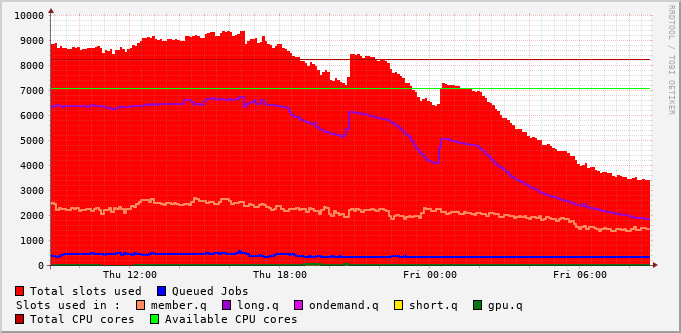 10000
9000
8000
7000
6000
5000
4000
3000
2000
1000
0
Thu 12:00 Thu 18:00 Fri 00:00 Fri 06:00
RRDTOOL / TOBI OETIKER
Total slots used Queued Jobs
Slots used in : member.q long.q ondemand.q short.q gpu.q
Total CPU cores Available CPU cores